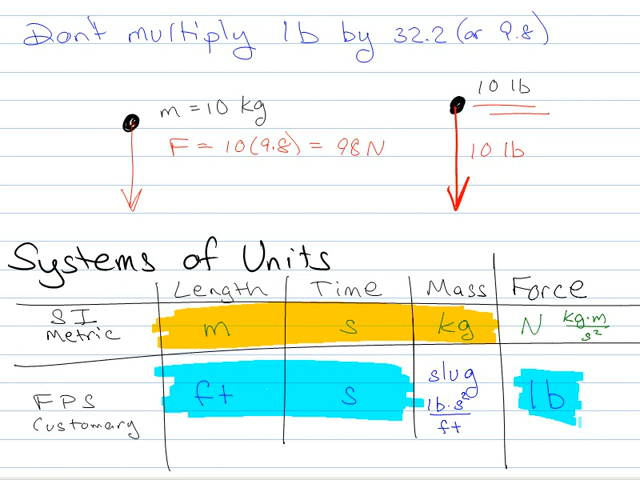 Don't multiply lb by 32.2 (or 9.8)
m = 10 kg
F = 10(9.8) = 98N
10 lb
10 lb
Systems of Units
Length Time Mass Force
SI Metric m s kg N kg·m/s²
FPS Customary ft s slug lb·s²/ft lb